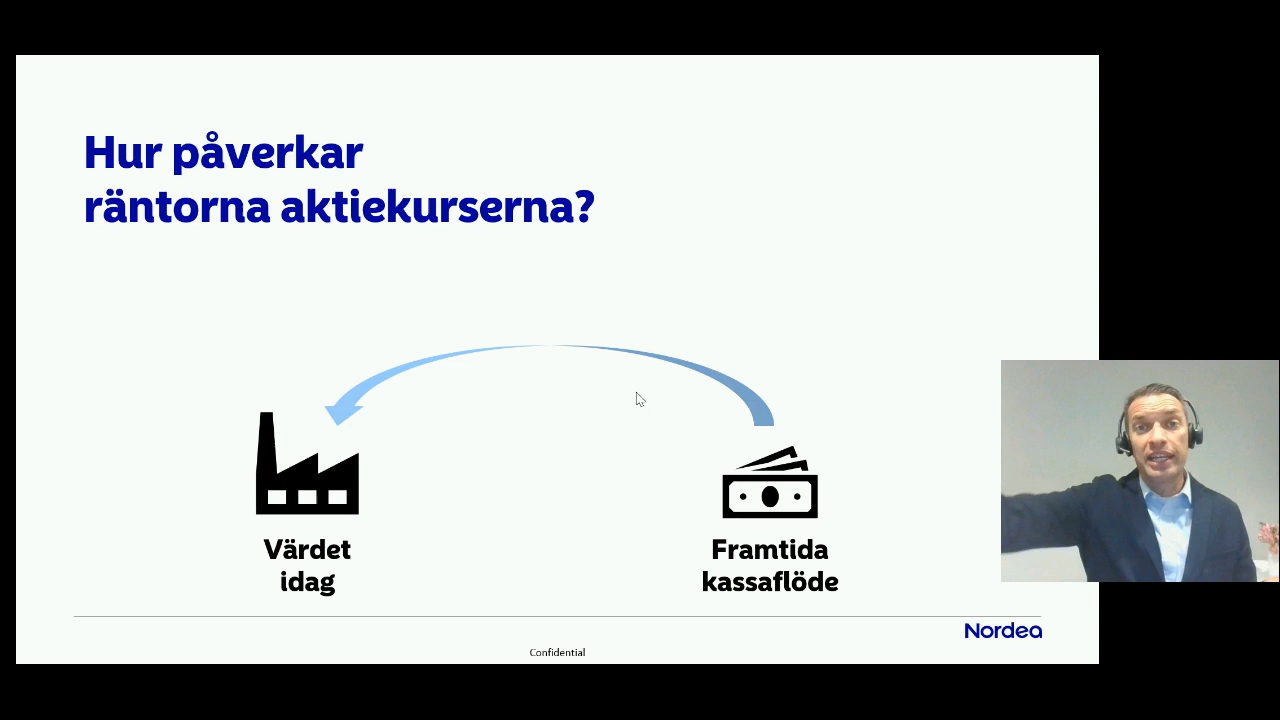 Hur påverkar
räntorna aktiekurserna?
Värdet
idag
Framtida
kassaflöde
Nordea
Confidential